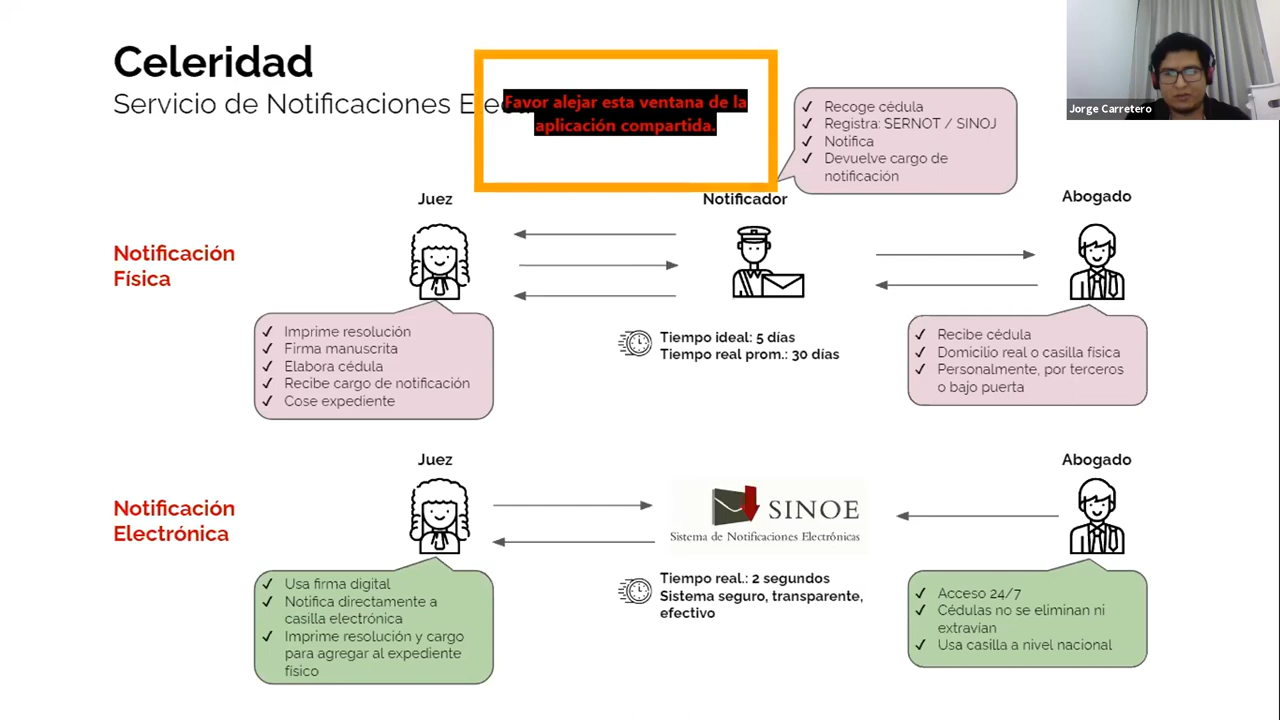 Celeridad
Servicio de Notificaciones
Favor alejar esta ventana de la
aplicación compartida.
Jorge Carretero
✓ Recoge cédula
✓ Registra: SERNOT / SINOJ
✓ Notifica
✓ Devuelve cargo de
notificación
Juez
Notificador
Abogado
Notificación
Física
✓ Imprime resolución
✓ Firma manuscrita
✓ Elabora cédula
✓ Recibe cargo de notificación
✓ Cose expediente
Tiempo ideal: 5 días
Tiempo real prom.: 30 días
✓ Recibe cédula
✓ Domicilio real o casilla física
✓ Personalmente, por terceros
o bajo puerta
Juez
Abogado
Notificación
Electrónica
SINOE
Sistema de Notificaciones Electrónicas
✓ Usa firma digital
✓ Notifica directamente a
casilla electrónica
✓ Imprime resolución y cargo
para agregar al expediente
físico
Tiempo real.: 2 segundos
Sistema seguro, transparente,
efectivo
✓ Acceso 24/7
✓ Cédulas no se eliminan ni
extravían
✓ Usa casilla a nivel nacional